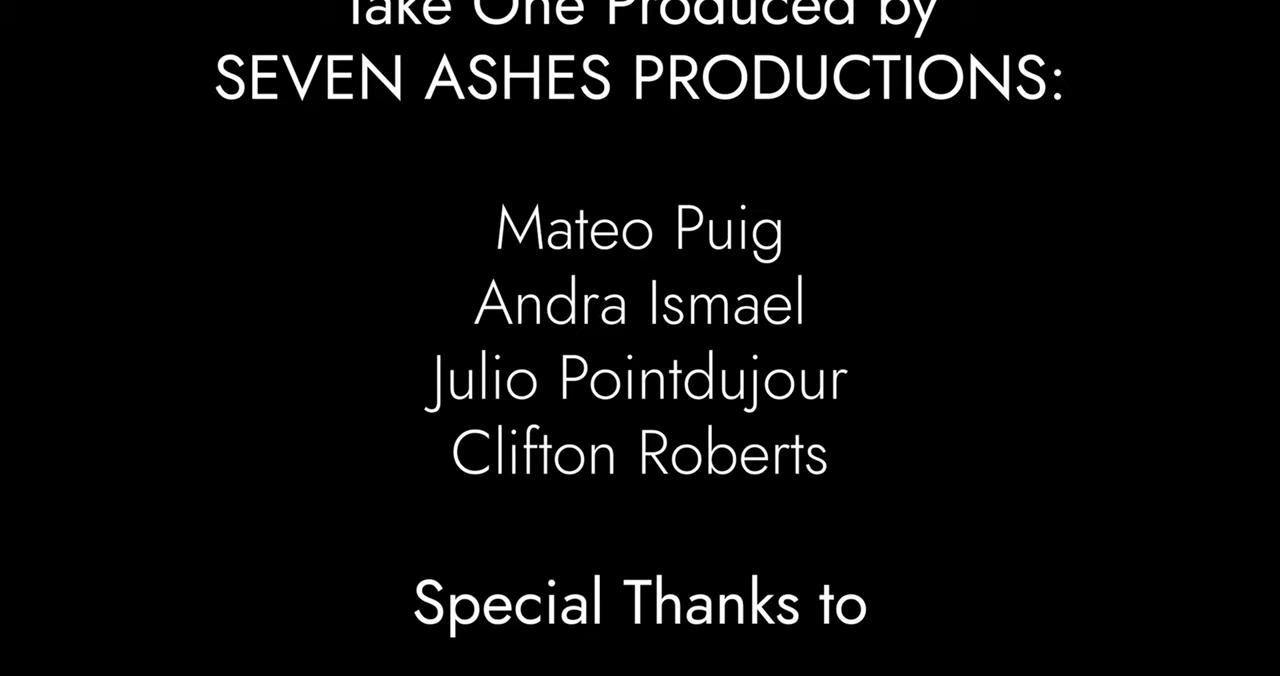 Take One Produced by
SEVEN ASHES PRODUCTIONS:
Mateo Puig
Andra Ismael
Julio Pointdujour
Clifton Roberts
Special Thanks to